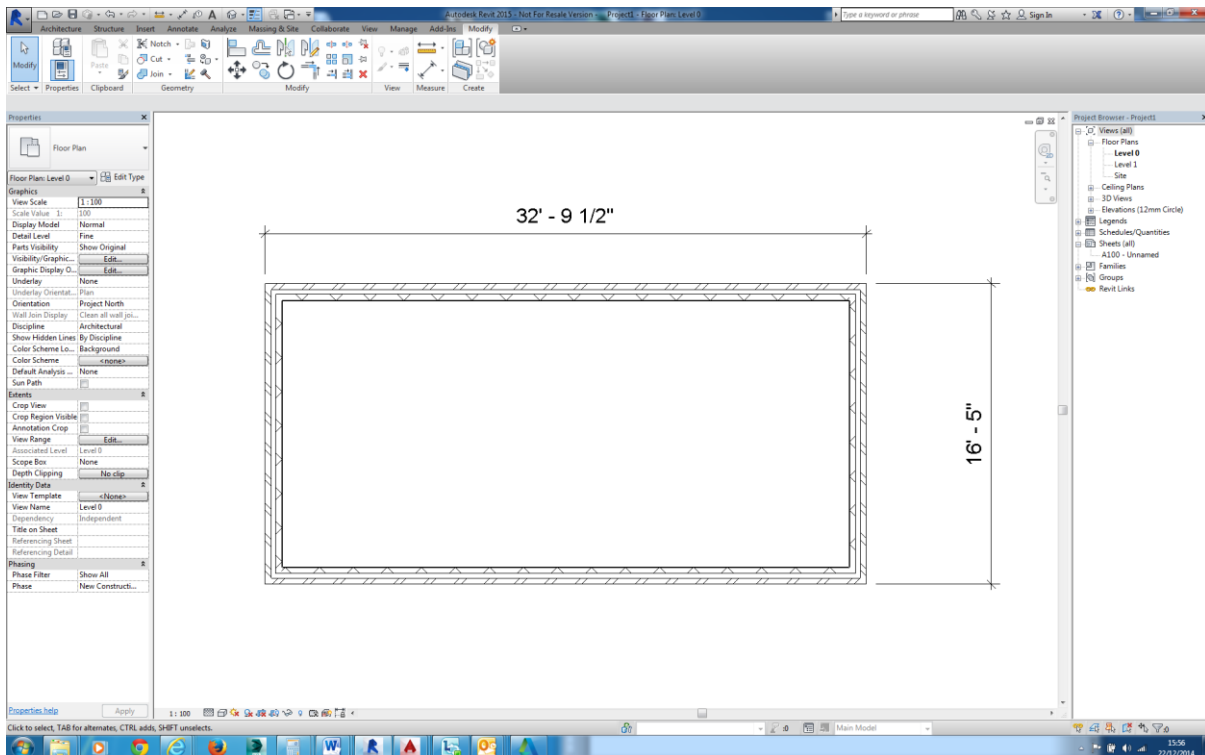 Autodesk Revit 2015 - Not For Resale Version - Project1 - Floor Plan: Level 0
Type a keyword or phrase
Sign In
Architecture Structure Insert Annotate Analyze Massing & Site Collaborate View Manage Add-Ins Modify
Modify
Paste
Notch
Cut
Join
Select Properties Clipboard Geometry Modify View Measure Create
Properties
Floor Plan
Floor Plan: Level 0 Edit Type
Graphics
View Scale 1 : 100
Scale Value 1: 100
Display Model Normal
Detail Level Fine
Parts Visibility Show Original
Visibility/Graphic... Edit...
Graphic Display O... Edit...
Underlay None
Underlay Orientat... Plan
Orientation Project North
Wall Join Display Clean all wall joi...
Discipline Architectural
Show Hidden Lines By Discipline
Color Scheme Lo... Background
Color Scheme <none>
Default Analysis ... None
Sun Path
Extents
Crop View
Crop Region Visible
Annotation Crop
View Range Edit...
Associated Level Level 0
Scope Box None
Depth Clipping No clip
Identity Data
View Template <None>
View Name Level 0
Dependency Independent
Title on Sheet
Referencing Sheet
Referencing Detail
Phasing
Phase Filter Show All
Phase New Constructi...
Properties help Apply
32' - 9 1/2"
16' - 5"
Project Browser - Project1
Views (all)
Floor Plans
Level 0
Level 1
Site
Ceiling Plans
3D Views
Elevations (12mm Circle)
Legends
Schedules/Quantities
Sheets (all)
A100 - Unnamed
Families
Groups
Revit Links
1 : 100
Click to select, TAB for alternates, CTRL adds, SHIFT unselects.
:0
Main Model
:0
15:56
22/12/2014